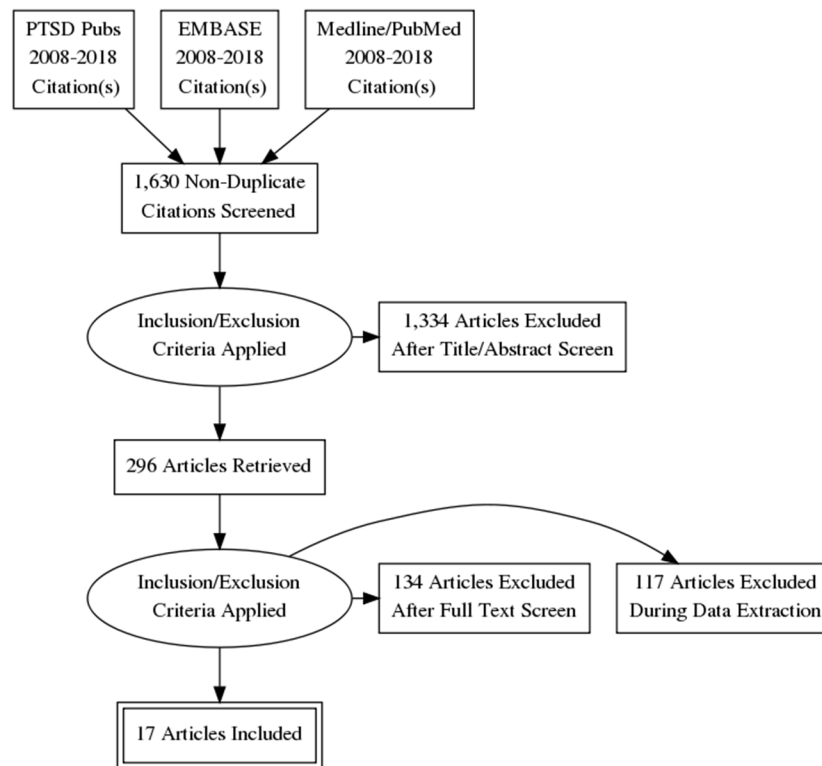 PTSD Pubs
2008-2018
Citation(s)
EMBASE
2008-2018
Citation(s)
Medline/PubMed
2008-2018
Citation(s)
1,630 Non-Duplicate
Citations Screened
Inclusion/Exclusion
Criteria Applied
1,334 Articles Excluded
After Title/Abstract Screen
296 Articles Retrieved
Inclusion/Exclusion
Criteria Applied
134 Articles Excluded
After Full Text Screen
117 Articles Excluded
During Data Extraction
17 Articles Included